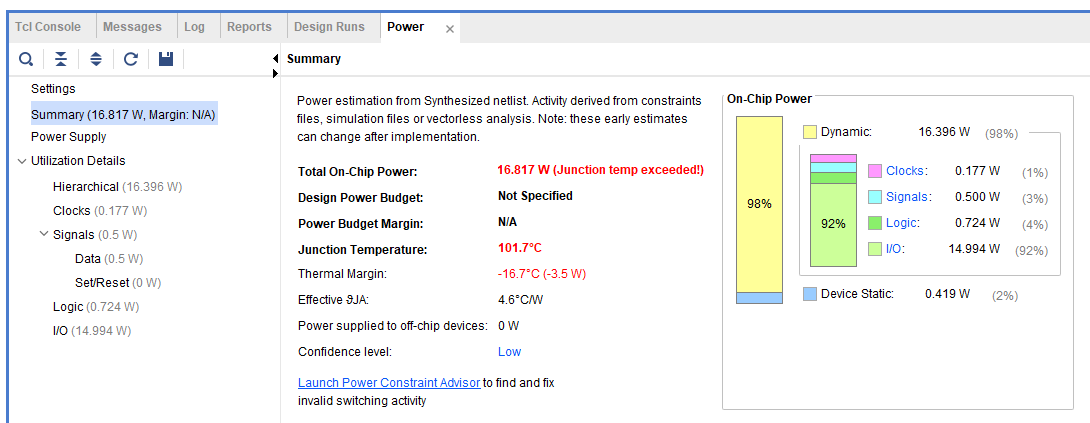 Tcl Console Messages Log Reports Design Runs Power ×
Summary
Settings
Summary (16.817 W, Margin: N/A)
Power Supply
Utilization Details
Hierarchical (16.396 W)
Clocks (0.177 W)
Signals (0.5 W)
Data (0.5 W)
Set/Reset (0 W)
Logic (0.724 W)
I/O (14.994 W)
Power estimation from Synthesized netlist. Activity derived from constraints
files, simulation files or vectorless analysis. Note: these early estimates
can change after implementation.
Total On-Chip Power: 16.817 W (Junction temp exceeded!)
Design Power Budget: Not Specified
Power Budget Margin: N/A
Junction Temperature: 101.7°C
Thermal Margin: -16.7°C (-3.5 W)
Effective ϑJA: 4.6°C/W
Power supplied to off-chip devices: 0 W
Confidence level: Low
Launch Power Constraint Advisor to find and fix
invalid switching activity
On-Chip Power
98%
92%
Dynamic: 16.396 W (98%)
Clocks: 0.177 W (1%)
Signals: 0.500 W (3%)
Logic: 0.724 W (4%)
I/O: 14.994 W (92%)
Device Static: 0.419 W (2%)